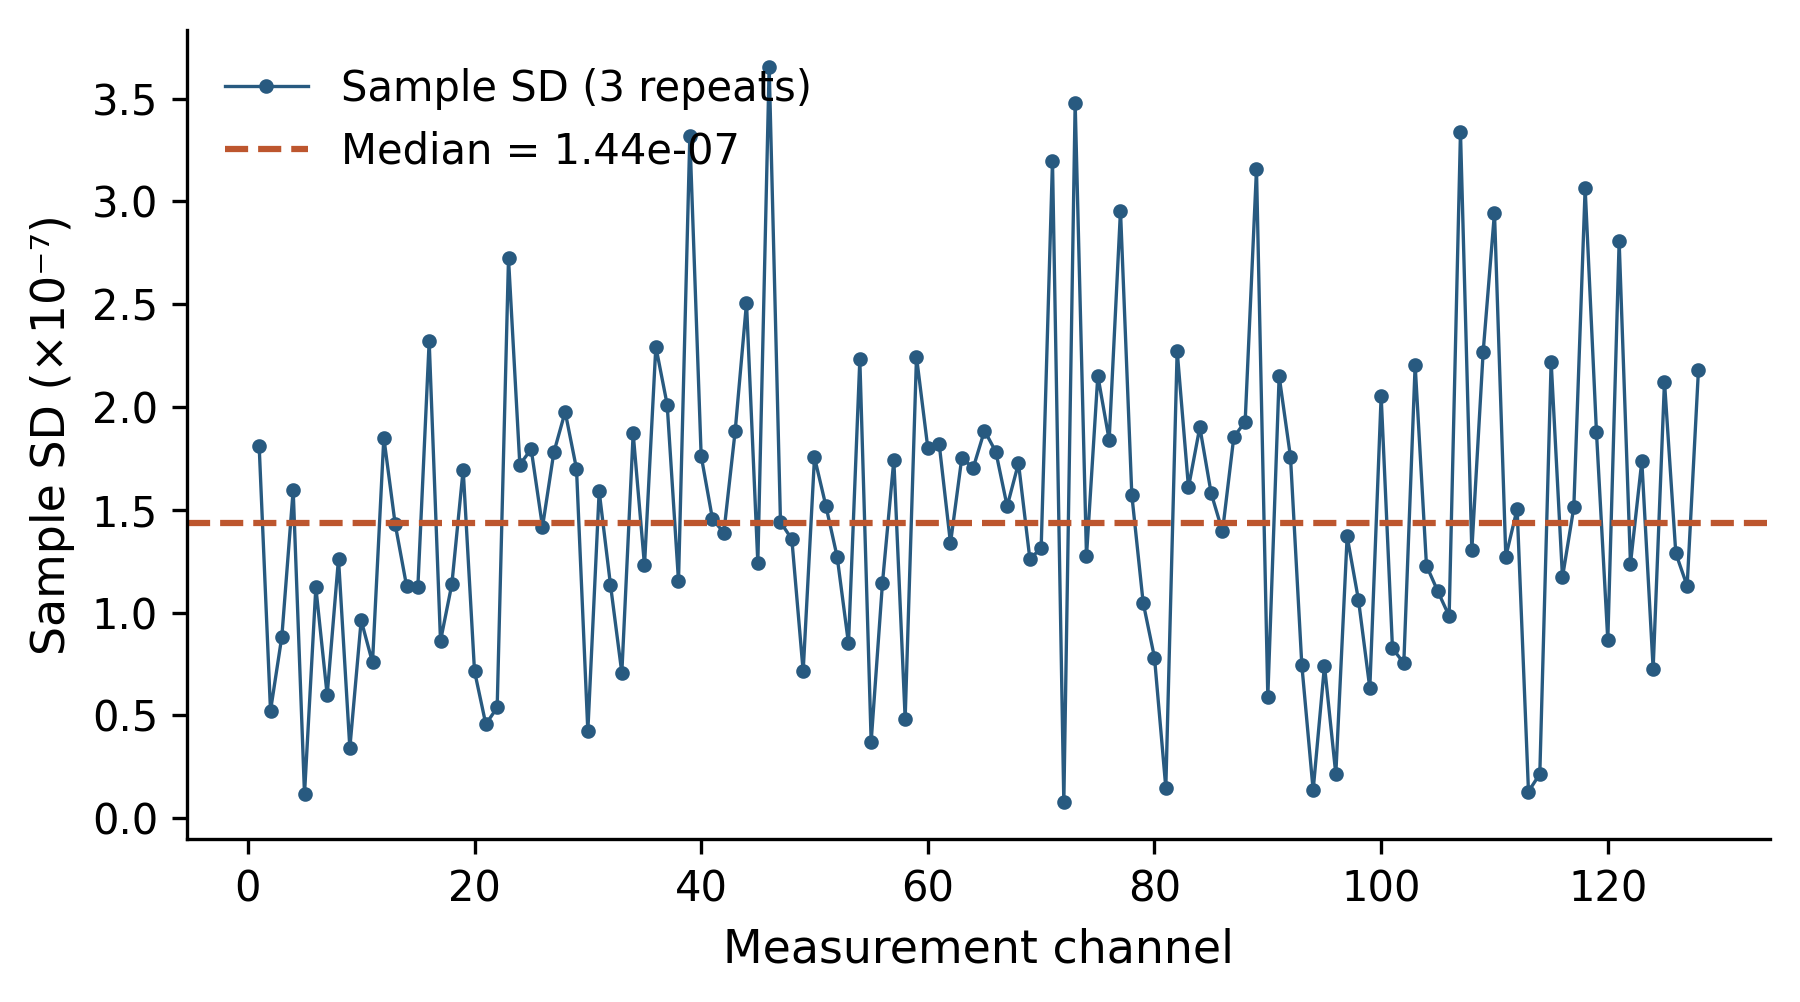 Sample SD (3 repeats)
Median = 1.44e-07
Sample SD (×10⁻⁷)
3.5
3.0
2.5
2.0
1.5
1.0
0.5
0.0
0 20 40 60 80 100 120
Measurement channel